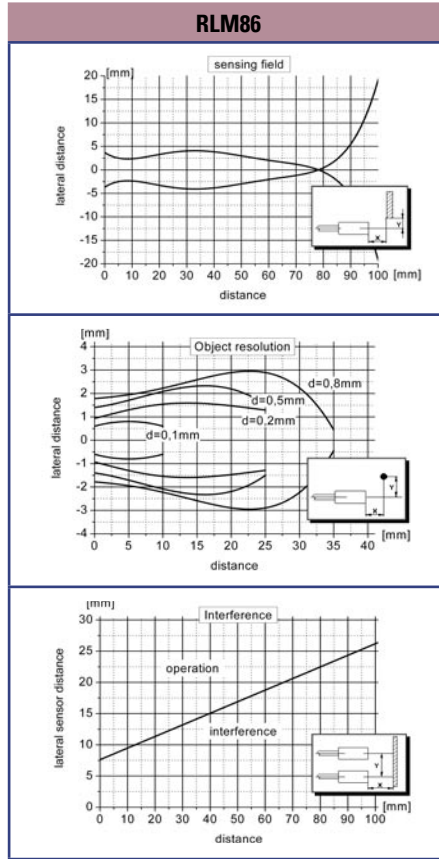 RLM86
[mm]
sensing field
20
15
10
5
0
-5
-10
-15
-20
lateral distance
X
Y
0 10 20 30 40 50 60 70 80 90 100 [mm]
distance
[mm]
Object resolution
4
3
2
1
0
-1
-2
-3
-4
lateral distance
d=0,8mm
d=0,5mm
d=0.2mm
d=0,1mm
X
Y
0 5 10 15 20 25 30 35 40 [mm]
distance
[mm]
Interference
30
25
20
15
10
5
0
lateral sensor distance
operation
interference
X
Y
0 10 20 30 40 50 60 70 80 90 100 [mm]
distance